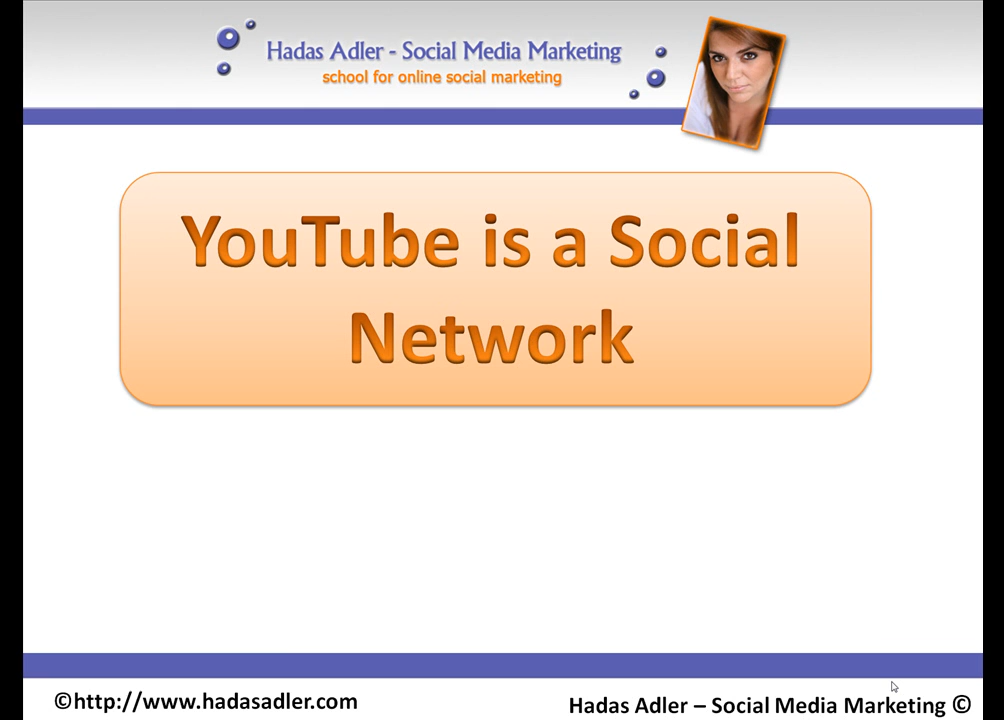 Hadas Adler - Social Media Marketing
school for online social marketing
YouTube is a Social
Network
©http://www.hadasadler.com
Hadas Adler – Social Media Marketing ©